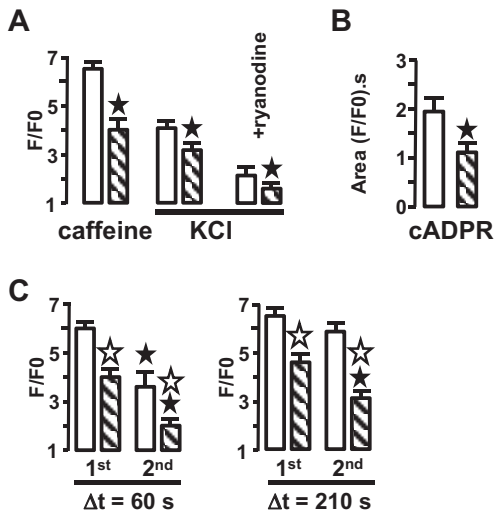 A
F/F0
7
5
3
1
+ryanodine
caffeine
KCl
B
Area (F/F0).s
3
2
1
0
cADPR
C
F/F0
7
5
3
1
1st
2nd
Δt = 60 s
F/F0
7
5
3
1
1st
2nd
Δt = 210 s